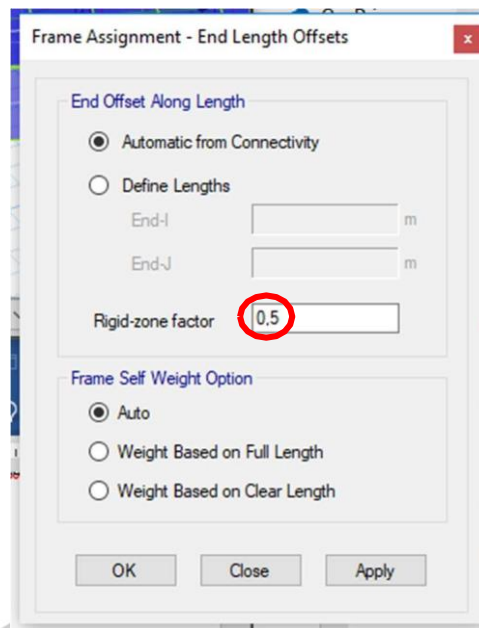 Frame Assignment - End Length Offsets
x
End Offset Along Length
Automatic from Connectivity
Define Lengths
End-I m
End-J m
Rigid-zone factor 0,5
Frame Self Weight Option
Auto
Weight Based on Full Length
Weight Based on Clear Length
OK Close Apply